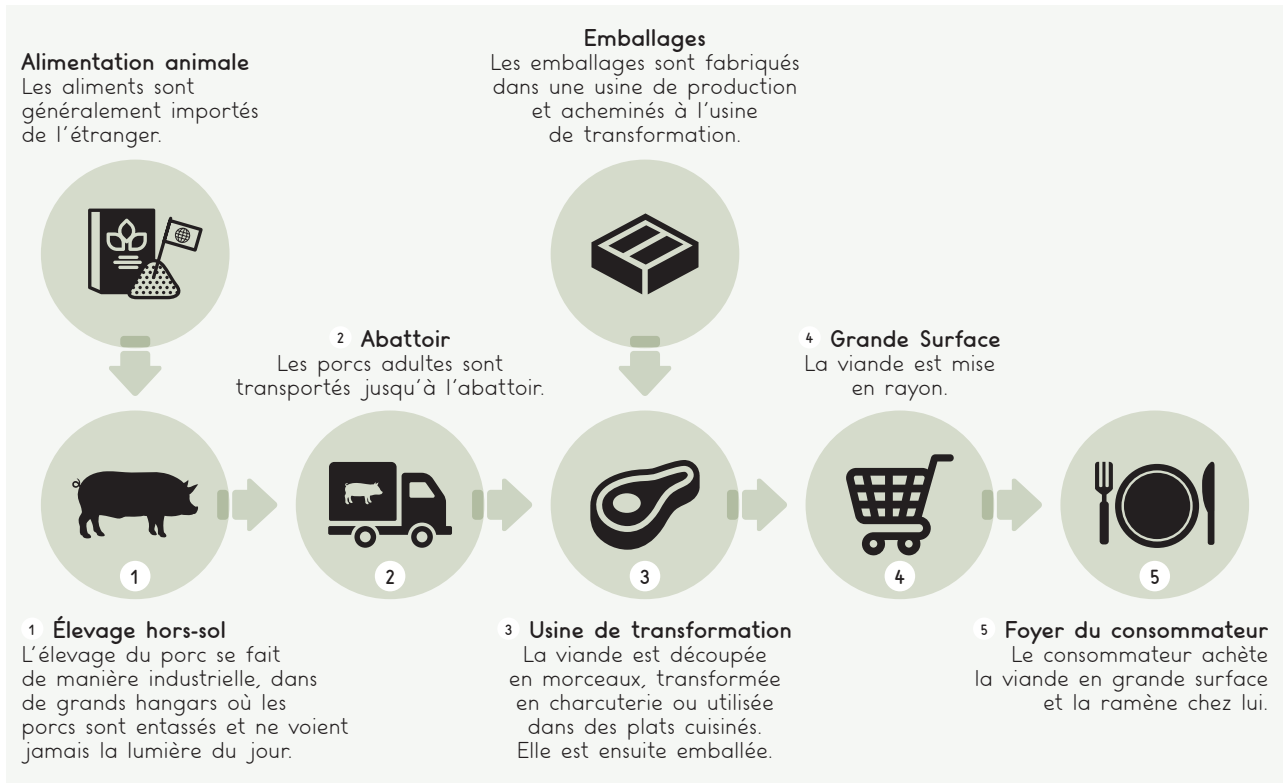 Alimentation animale
Les aliments sont
généralement importés
de l'étranger.
Emballages
Les emballages sont fabriqués
dans une usine de production
et acheminés à l'usine
de transformation.
2 Abattoir
Les porcs adultes sont
transportés jusqu'à l'abattoir.
4 Grande Surface
La viande est mise
en rayon.
1
2
3
4
5
1 Élevage hors-sol
L'élevage du porc se fait
de manière industrielle, dans
de grands hangars où les
porcs sont entassés et ne voient
jamais la lumière du jour.
3 Usine de transformation
La viande est découpée
en morceaux, transformée
en charcuterie ou utilisée
dans des plats cuisinés.
Elle est ensuite emballée.
5 Foyer du consommateur
Le consommateur achète
la viande en grande surface
et la ramène chez lui.